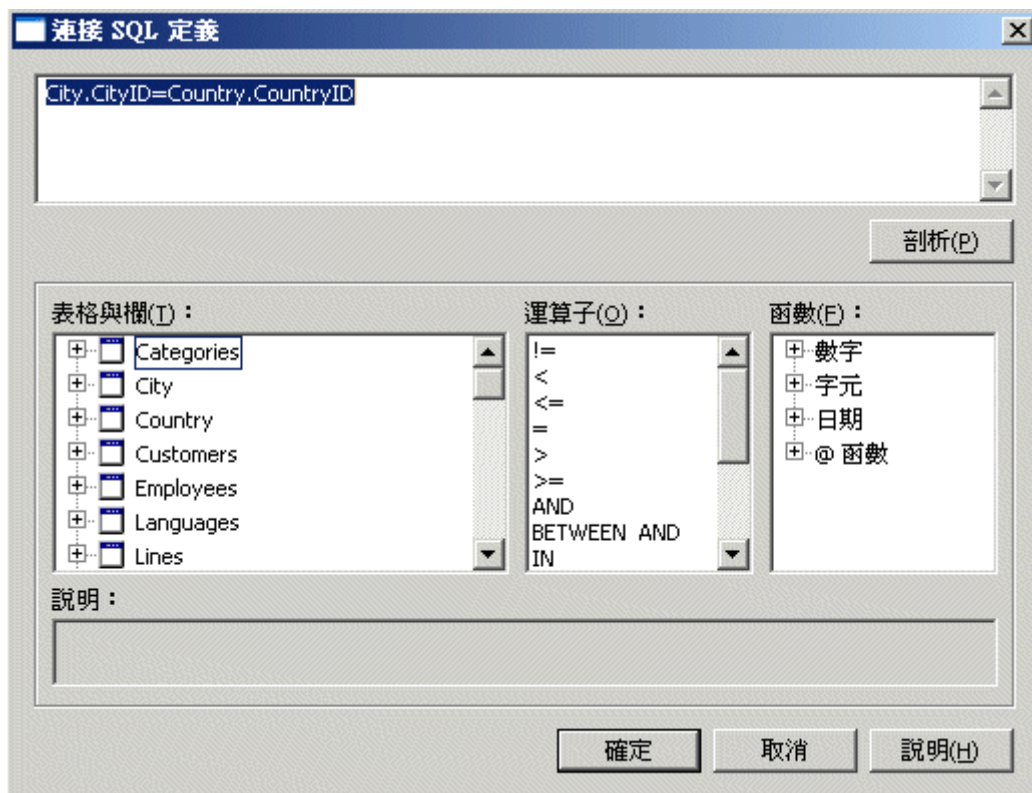 連接 SQL 定義
City.CityID=Country.CountryID
剖析(P)
表格與欄(T)：
Categories
City
Country
Customers
Employees
Languages
Lines
運算子(O)：
!=
<
<=
=
>
>=
AND
BETWEEN AND
IN
函數(F)：
數字
字元
日期
@ 函數
說明：
確定
取消
說明(H)